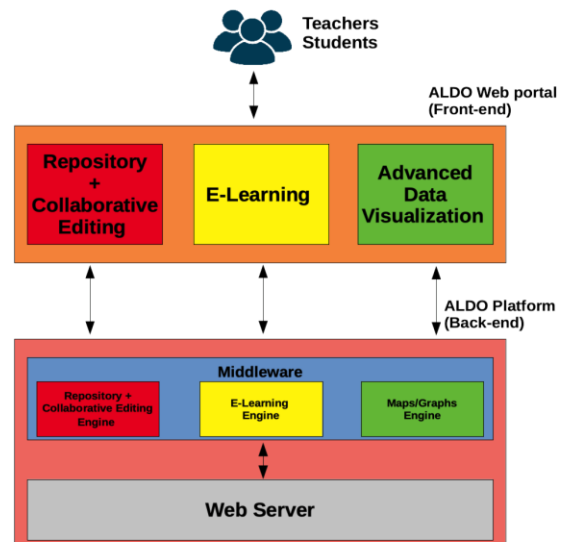 Teachers
Students
ALDO Web portal
(Front-end)
Repository
+
Collaborative
Editing
E-Learning
Advanced
Data
Visualization
ALDO Platform
(Back-end)
Middleware
Repository +
Collaborative Editing
Engine
E-Learning
Engine
Maps/Graphs
Engine
Web Server